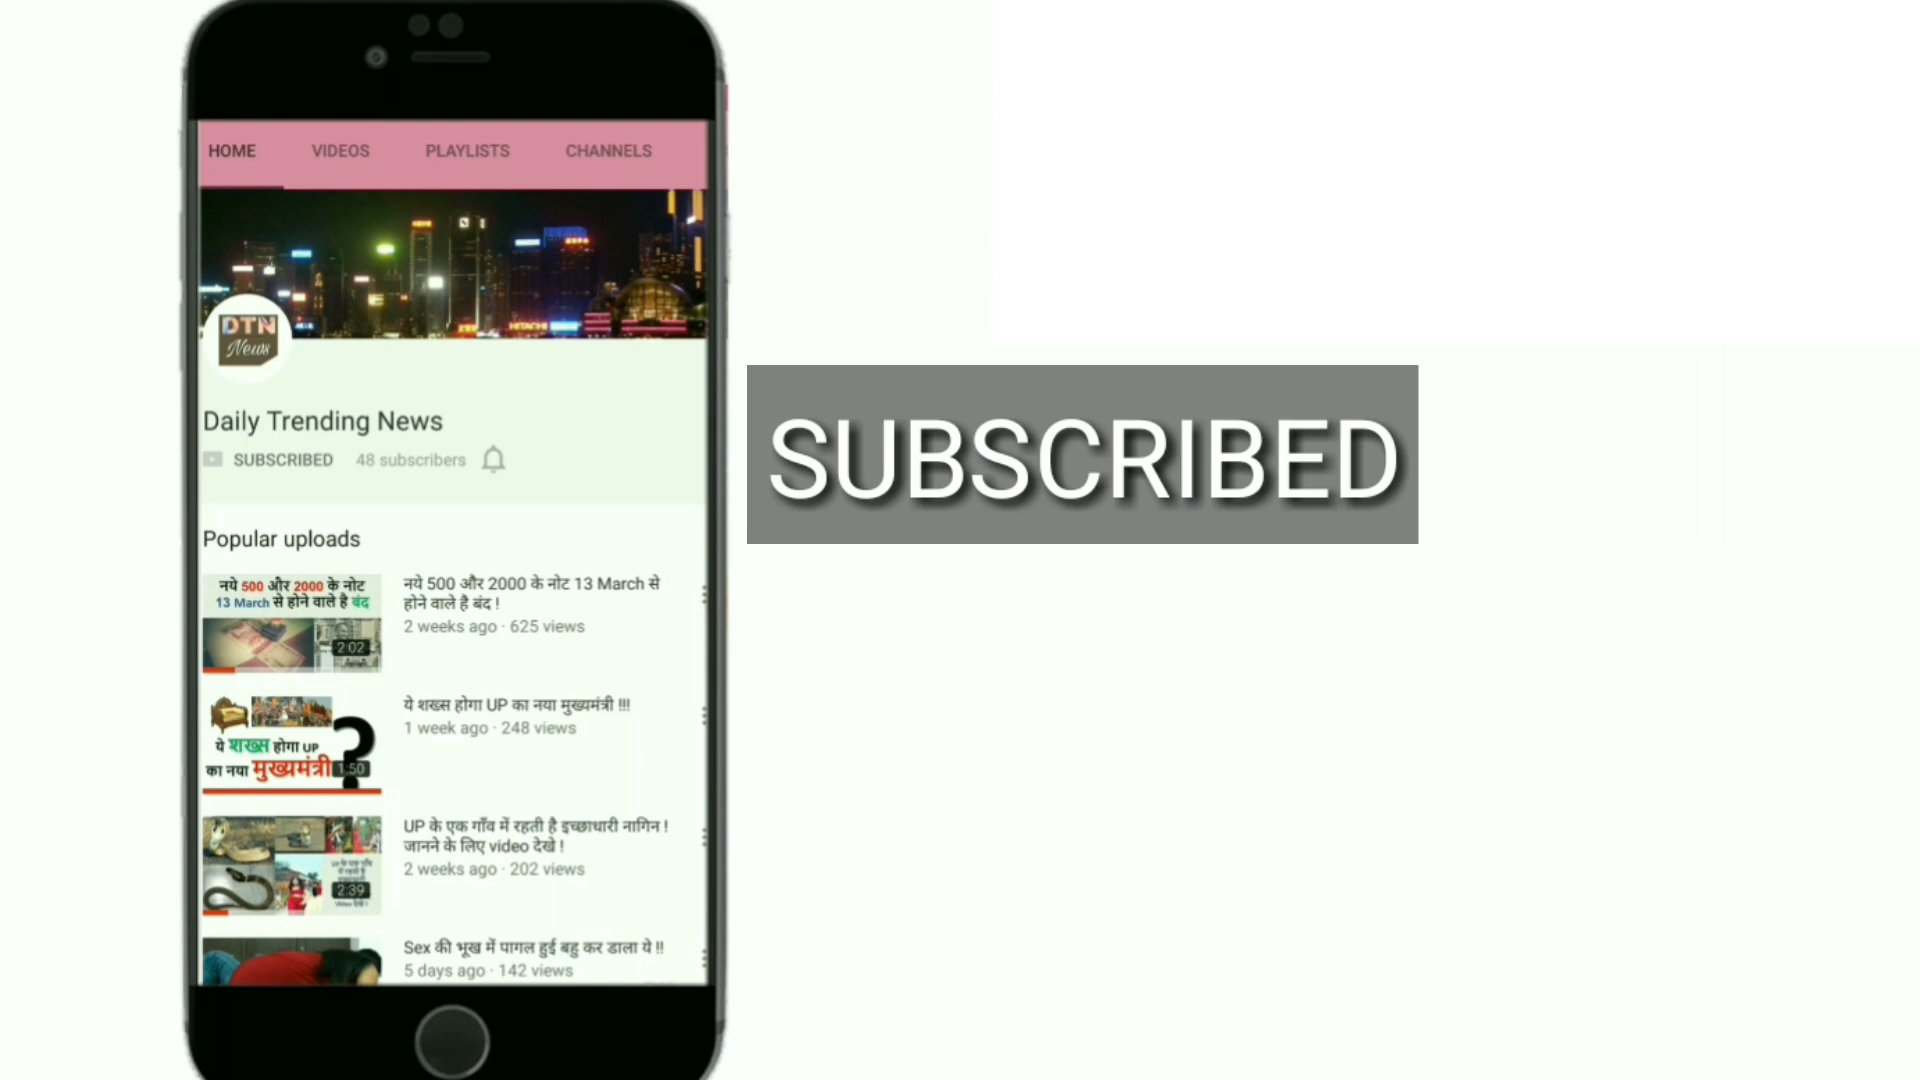 HOME VIDEOS PLAYLISTS CHANNELS
HITACHI
DTN
News
Daily Trending News
SUBSCRIBED 48 subscribers
SUBSCRIBED
Popular uploads
नये 500 और 2000 के नोट
13 March से होने वाले है बंद
2:02
नये 500 और 2000 के नोट 13 March से
होने वाले है बंद !
2 weeks ago · 625 views
ये शख्स होगा UP
का नया मुख्यमंत्री ?
1:50
ये शख्स होगा UP का नया मुख्यमंत्री !!!
1 week ago · 248 views
2:39
UP के एक गाँव में रहती है इच्छाधारी नागिन !
जानने के लिए video देखे !
2 weeks ago · 202 views
Sex की भूख में पागल हुई बहु कर डाला ये !!
5 days ago · 142 views